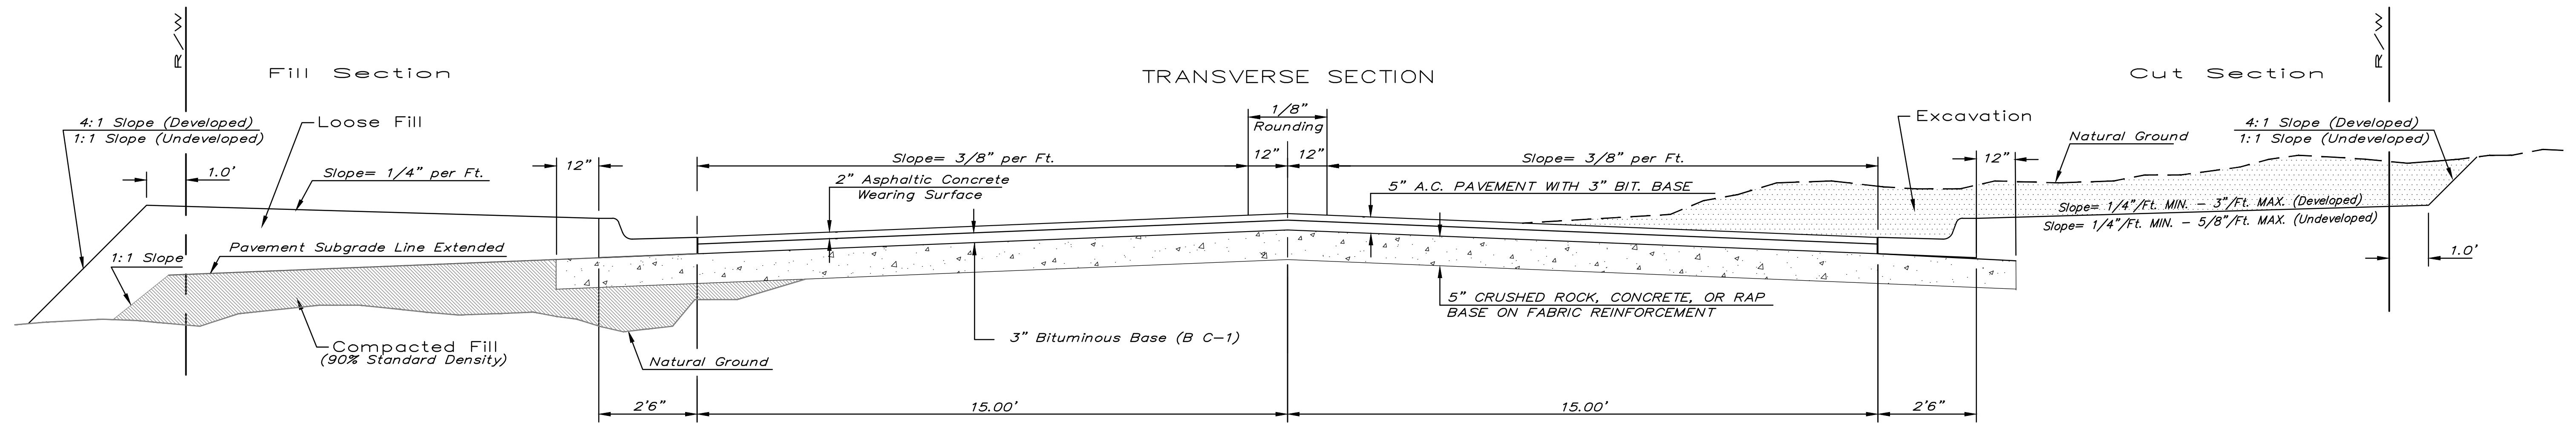 R/W
R/W
Fill Section
TRANSVERSE SECTION
Cut Section
1/8"
Rounding
4:1 Slope (Developed)
1:1 Slope (Undeveloped)
Loose Fill
Excavation
Natural Ground
4:1 Slope (Developed)
1:1 Slope (Undeveloped)
12"
Slope= 3/8" per Ft.
12"
12"
Slope= 3/8" per Ft.
12"
1.0'
Slope= 1/4" per Ft.
2" Asphaltic Concrete
Wearing Surface
5" A.C. PAVEMENT WITH 3" BIT. BASE
Slope= 1/4"/Ft. MIN. - 3"/Ft. MAX. (Developed)
Slope= 1/4"/Ft. MIN. - 5/8"/Ft. MAX. (Undeveloped)
Pavement Subgrade Line Extended
1:1 Slope
1.0'
5" CRUSHED ROCK, CONCRETE, OR RAP
BASE ON FABRIC REINFORCEMENT
3" Bituminous Base (B C-1)
Compacted Fill
(90% Standard Density)
Natural Ground
2'6"
15.00'
15.00'
2'6"